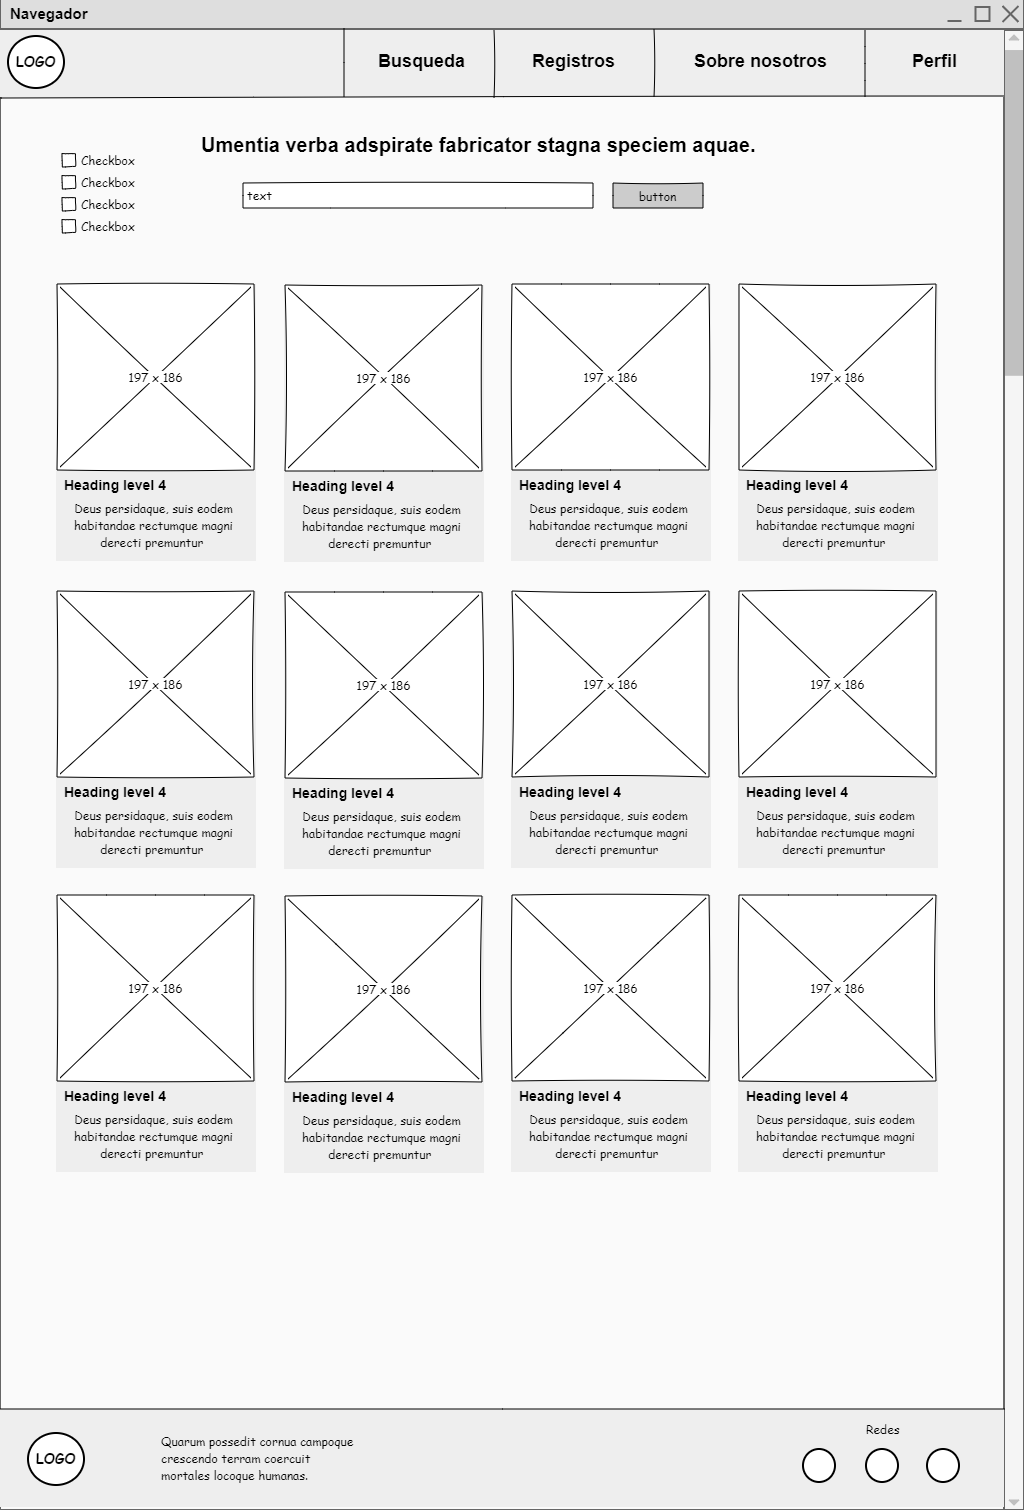 Navegador
LOGO
Busqueda
Registros
Sobre nosotros
Perfil
Umentia verba adspirate fabricator stagna speciem aquae.
Checkbox
Checkbox
Checkbox
Checkbox
text
button
197 x 186
197 x 186
197 x 186
197 x 186
Heading level 4
Deus persidaque, suis eodem
habitandae rectumque magni
derecti premuntur
Heading level 4
Deus persidaque, suis eodem
habitandae rectumque magni
derecti premuntur
Heading level 4
Deus persidaque, suis eodem
habitandae rectumque magni
derecti premuntur
Heading level 4
Deus persidaque, suis eodem
habitandae rectumque magni
derecti premuntur
197 x 186
197 x 186
197 x 186
197 x 186
Heading level 4
Deus persidaque, suis eodem
habitandae rectumque magni
derecti premuntur
Heading level 4
Deus persidaque, suis eodem
habitandae rectumque magni
derecti premuntur
Heading level 4
Deus persidaque, suis eodem
habitandae rectumque magni
derecti premuntur
Heading level 4
Deus persidaque, suis eodem
habitandae rectumque magni
derecti premuntur
197 x 186
197 x 186
197 x 186
197 x 186
Heading level 4
Deus persidaque, suis eodem
habitandae rectumque magni
derecti premuntur
Heading level 4
Deus persidaque, suis eodem
habitandae rectumque magni
derecti premuntur
Heading level 4
Deus persidaque, suis eodem
habitandae rectumque magni
derecti premuntur
Heading level 4
Deus persidaque, suis eodem
habitandae rectumque magni
derecti premuntur
LOGO
Quarum possedit cornua campoque
crescendo terram coercuit
mortales locoque humanas.
Redes